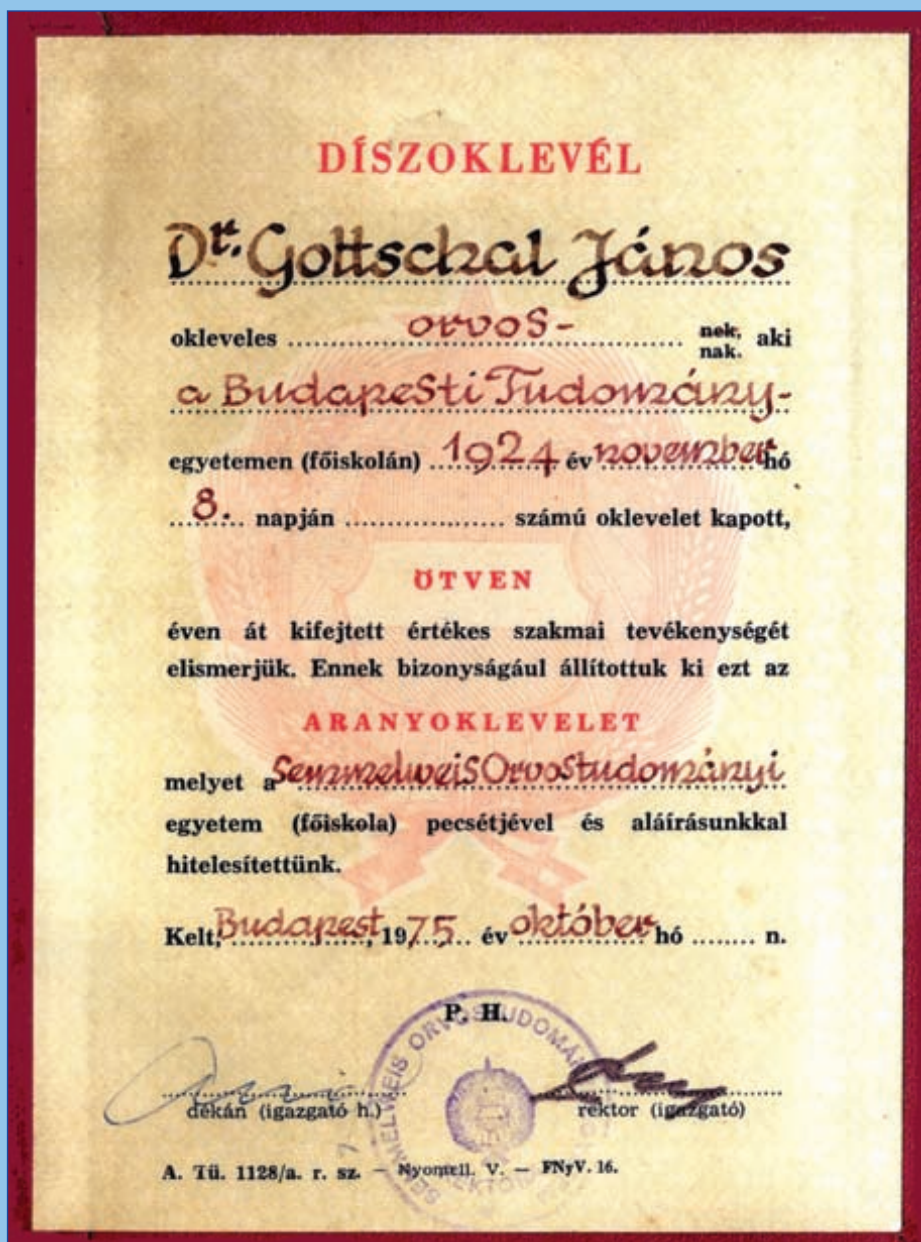 DÍSZOKLEVÉL
Dr. Gottschal János
okleveles .................. orvos- .................. nek, nak. aki
a Budapesti Tudomány-
egyetemen (főiskolán) 1924 év november hó
8. napján .................. számú oklevelet kapott,
ÖTVEN
éven át kifejtett értékes szakmai tevékenységét
elismerjük. Ennek bizonyságául állítottuk ki ezt az
ARANYOKLEVELET
melyet a Semmelweis Orvostudományi
egyetem (főiskola) pecsétjével és aláírásunkkal
hitelesítettünk.
Kelt, Budapest, 1975 év október hó ........ n.
P. H.
SEMMELWEIS ORVOSTUDOMÁNYI
dékán (igazgató h.) rektor (igazgató)
A. Tü. 1128/a. r. sz. — Nyomell. V. — FNyV. 16.